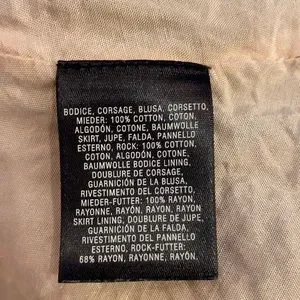 BODICE, CORSAGE, BLUSA, CORSETTO,
MIEDER: 100% COTTON, COTON,
ALGODÓN, COTONE, BAUMWOLLE
SKIRT, JUPE, FALDA, PANNELLO
ESTERNO, ROCK: 100% COTTON,
COTON, ALGODÓN, COTONE,
BAUMWOLLE BODICE LINING,
DOUBLURE DE CORSAGE,
GUARNICIÓN DE LA BLUSA,
RIVESTIMENTO DEL CORSETTO,
MIEDER-FUTTER: 100% RAYON,
RAYONNE, RAYÓN, RAYON, RAYON
SKIRT LINING, DOUBLURE DE JUPE,
GUARNICIÓN DE LA FALDA,
RIVESTIMENTO DEL PANNELLO
ESTERNO, ROCK-FUTTER:
68% RAYON, RAYONNE, RAYÓN,